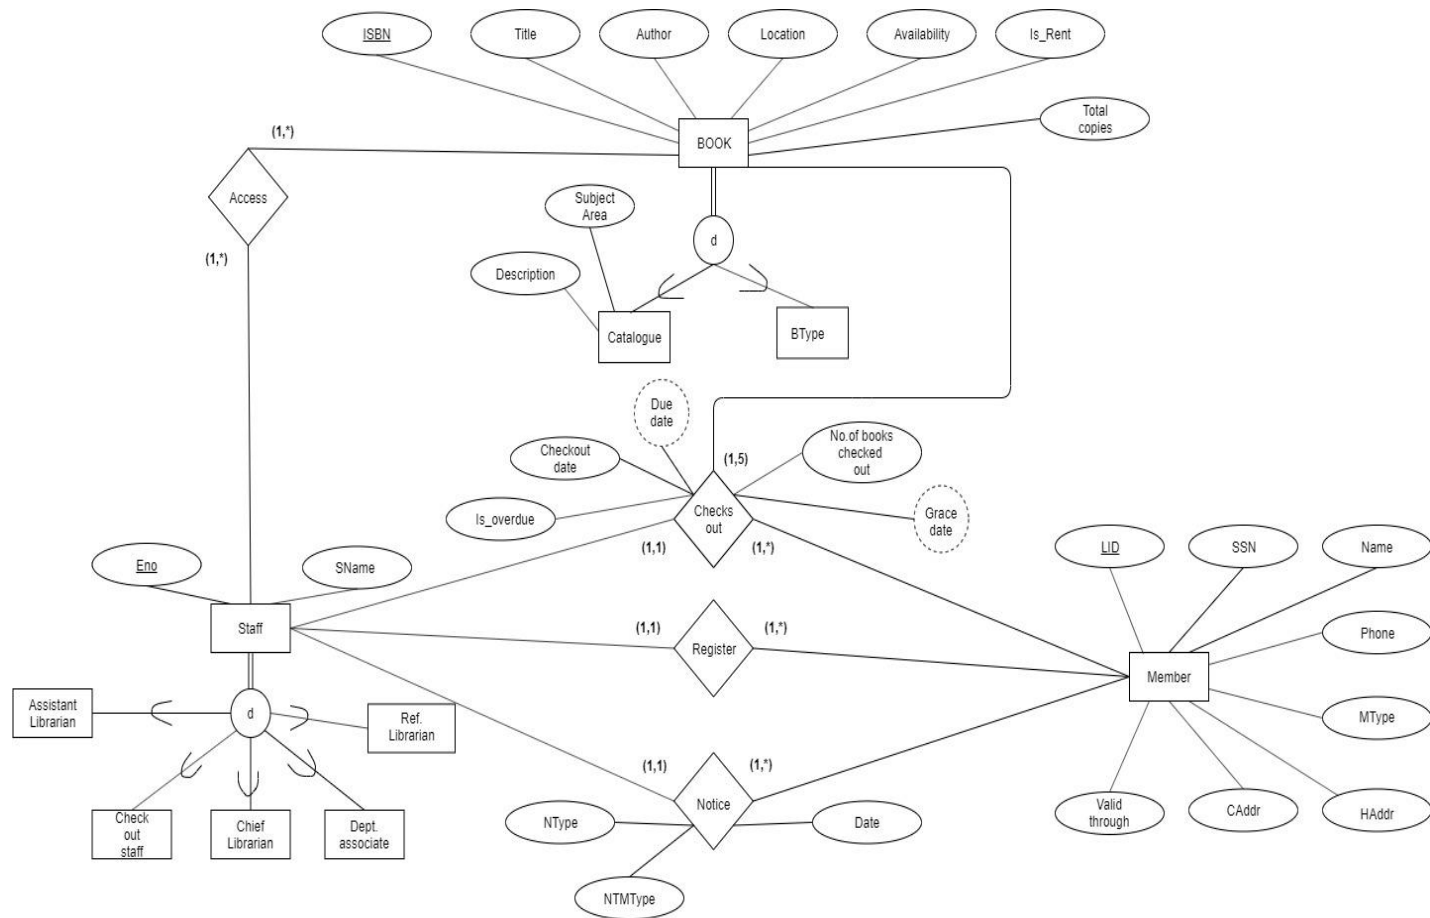 ISBN
Title
Author
Location
Availability
Is_Rent
Total
copies
(1,*)
BOOK
Access
Subject
Area
d
(1,*)
Description
Catalogue
BType
Due
date
No.of books
checked
out
Checkout
date
(1,5)
Is_overdue
Checks
out
Grace
date
(1,1)
(1,*)
LID
SSN
Name
Eno
SName
Staff
(1,1)
(1,*)
Register
Phone
Member
Assistant
Librarian
d
Ref.
Librarian
MType
(1,1)
(1,*)
Notice
Check
out
staff
Chief
Librarian
Dept.
associate
NType
Date
Valid
through
CAddr
HAddr
NTMType